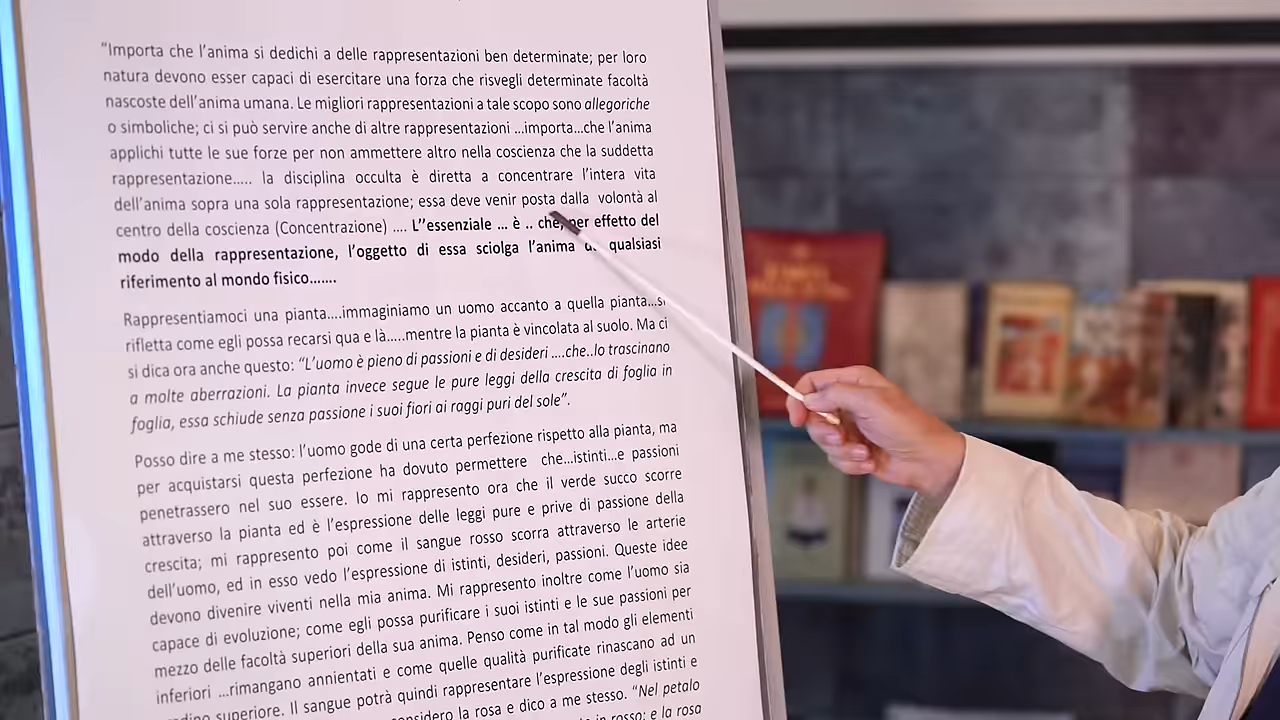 “Importa che l’anima si dedichi a delle rappresentazioni ben determinate; per loro
natura devono esser capaci di esercitare una forza che risvegli determinate facoltà
nascoste dell’anima umana. Le migliori rappresentazioni a tale scopo sono allegoriche
o simboliche; ci si può servire anche di altre rappresentazioni ...importa...che l’anima
applichi tutte le sue forze per non ammettere altro nella coscienza che la suddetta
rappresentazione..... la disciplina occulta è diretta a concentrare l’intera vita
dell’anima sopra una sola rappresentazione; essa deve venir posta dalla volontà al
centro della coscienza (Concentrazione) .... L’’essenziale ... è .. che, per effetto del
modo della rappresentazione, l’oggetto di essa sciolga l’anima qualsiasi
riferimento al mondo fisico.......
Rappresentiamoci una pianta....immaginiamo un uomo accanto a quella pianta...si
rifletta come egli possa recarsi qua e là.....mentre la pianta è vincolata al suolo. Ma ci
si dica ora anche questo: “L’uomo è pieno di passioni e di desideri ....che..lo trascinano
a molte aberrazioni. La pianta invece segue le pure leggi della crescita di foglia in
foglia, essa schiude senza passione i suoi fiori ai raggi puri del sole”.
Posso dire a me stesso: l’uomo gode di una certa perfezione rispetto alla pianta, ma
per acquistarsi questa perfezione ha dovuto permettere che...istinti...e passioni
penetrassero nel suo essere. Io mi rappresento ora che il verde succo scorre
attraverso la pianta ed è l’espressione delle leggi pure e prive di passione della
crescita; mi rappresento poi come il sangue rosso scorra attraverso le arterie
dell’uomo, ed in esso vedo l’espressione di istinti, desideri, passioni. Queste idee
devono divenire viventi nella mia anima. Mi rappresento inoltre come l’uomo sia
capace di evoluzione; come egli possa purificare i suoi istinti e le sue passioni per
mezzo delle facoltà superiori della sua anima. Penso come in tal modo gli elementi
inferiori ...rimangano annientati e come quelle qualità purificate rinascano ad un
superiore. Il sangue potrà quindi rappresentare l’espressione degli istinti e
considero la rosa e dico a me stesso. “Nel petalo
in rosso; e la rosa